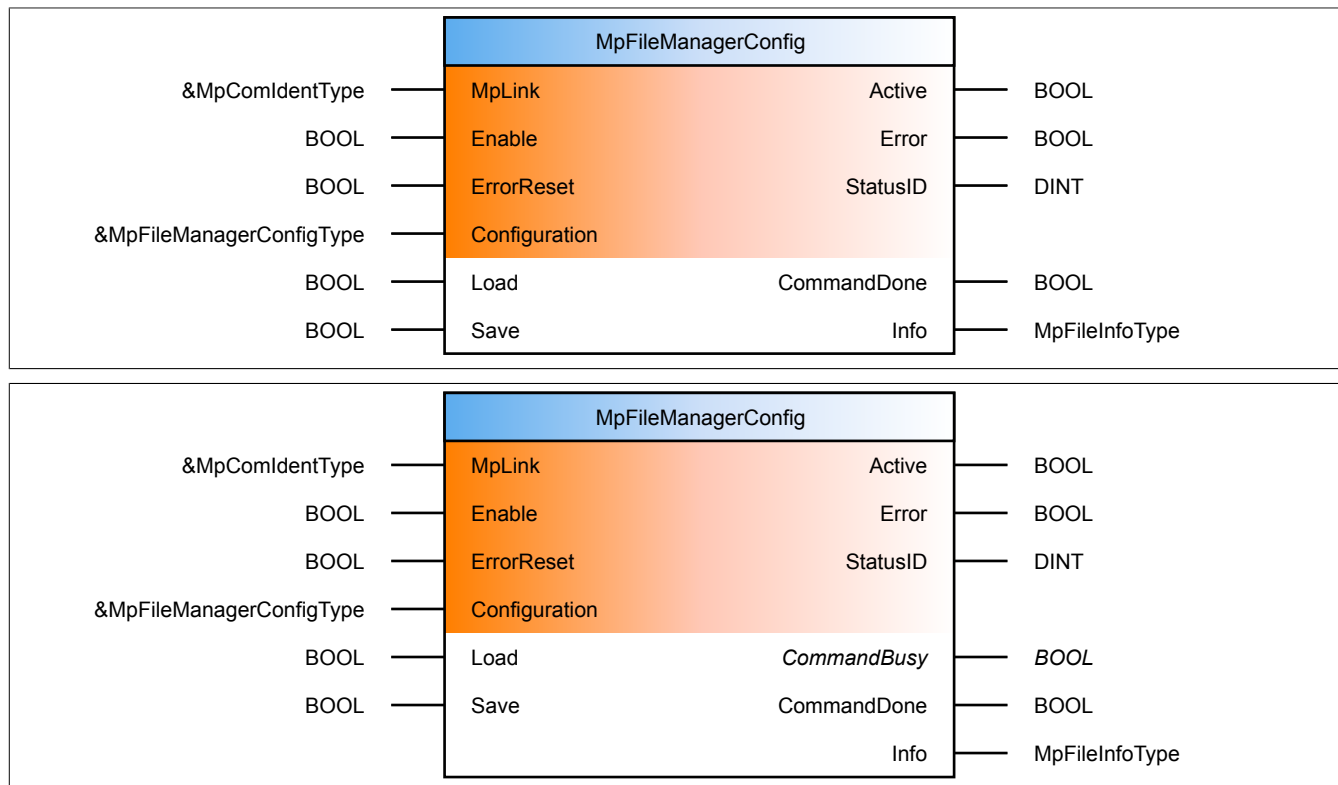 MpFileManagerConfig
&MpComIdentType MpLink Active BOOL
BOOL Enable Error BOOL
BOOL ErrorReset StatusID DINT
&MpFileManagerConfigType Configuration
BOOL Load CommandDone BOOL
BOOL Save Info MpFileInfoType
MpFileManagerConfig
&MpComIdentType MpLink Active BOOL
BOOL Enable Error BOOL
BOOL ErrorReset StatusID DINT
&MpFileManagerConfigType Configuration
BOOL Load CommandBusy BOOL
BOOL Save CommandDone BOOL
Info MpFileInfoType